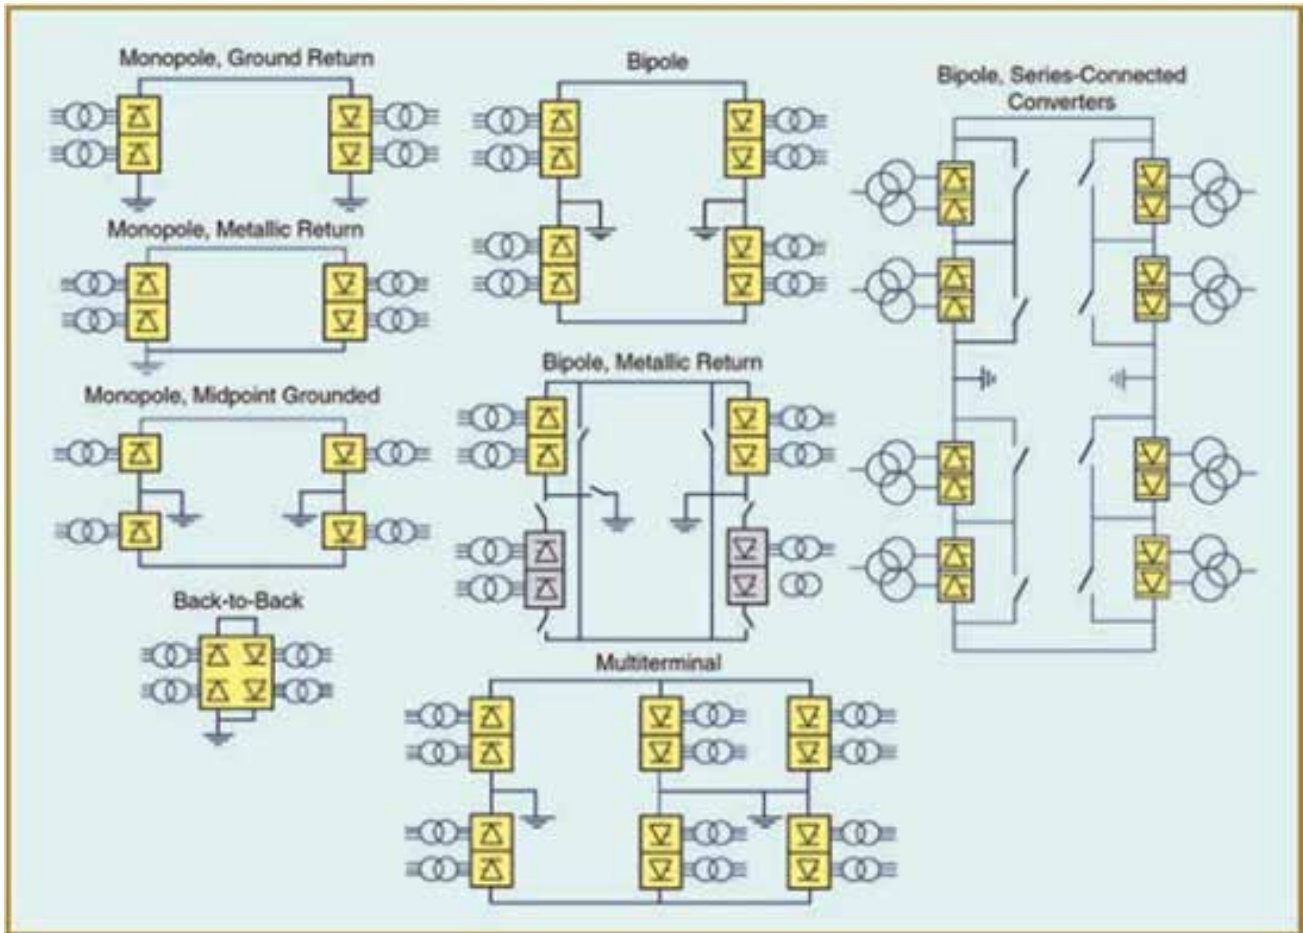 Monopole, Ground Return
Bipole
Bipole, Series-Connected
Converters
Monopole, Metallic Return
Bipole, Metallic Return
Monopole, Midpoint Grounded
Back-to-Back
Multiterminal